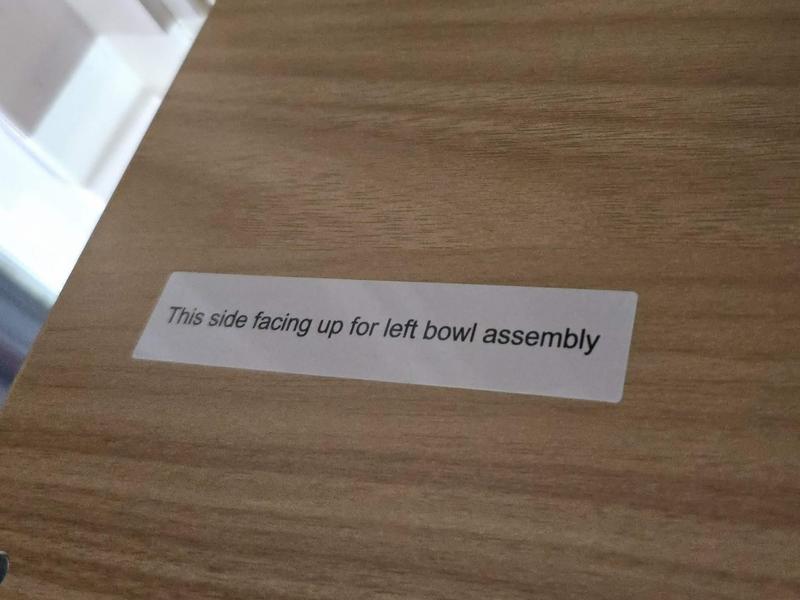 This side facing up for left bowl assembly